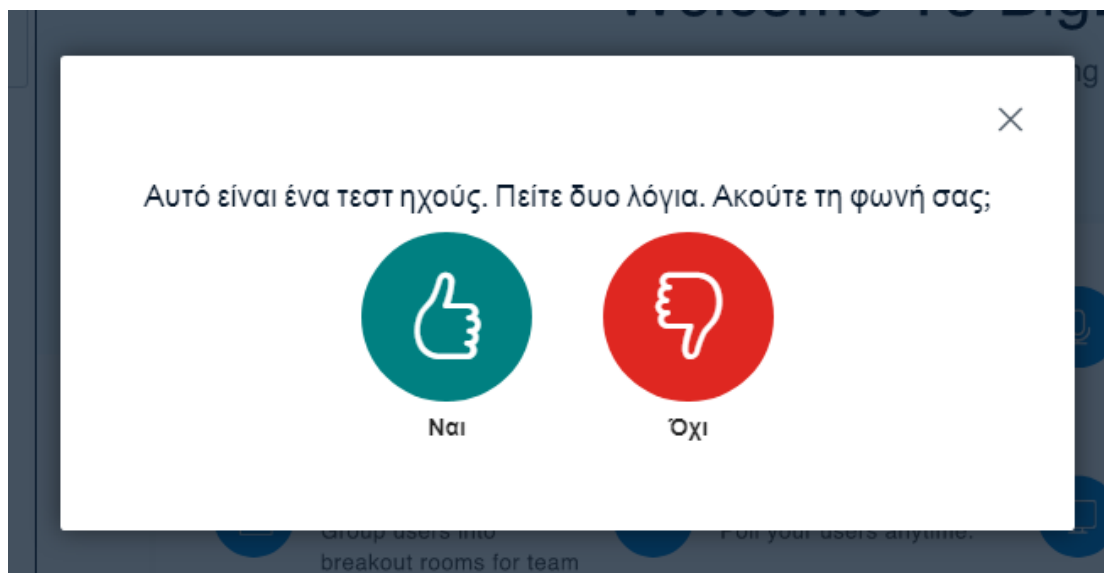 Αυτό είναι ένα τεστ ηχούς. Πείτε δυο λόγια. Ακούτε τη φωνή σας;
Ναι
Όχι
Group users into
breakout rooms for team
Poll your users anytime.